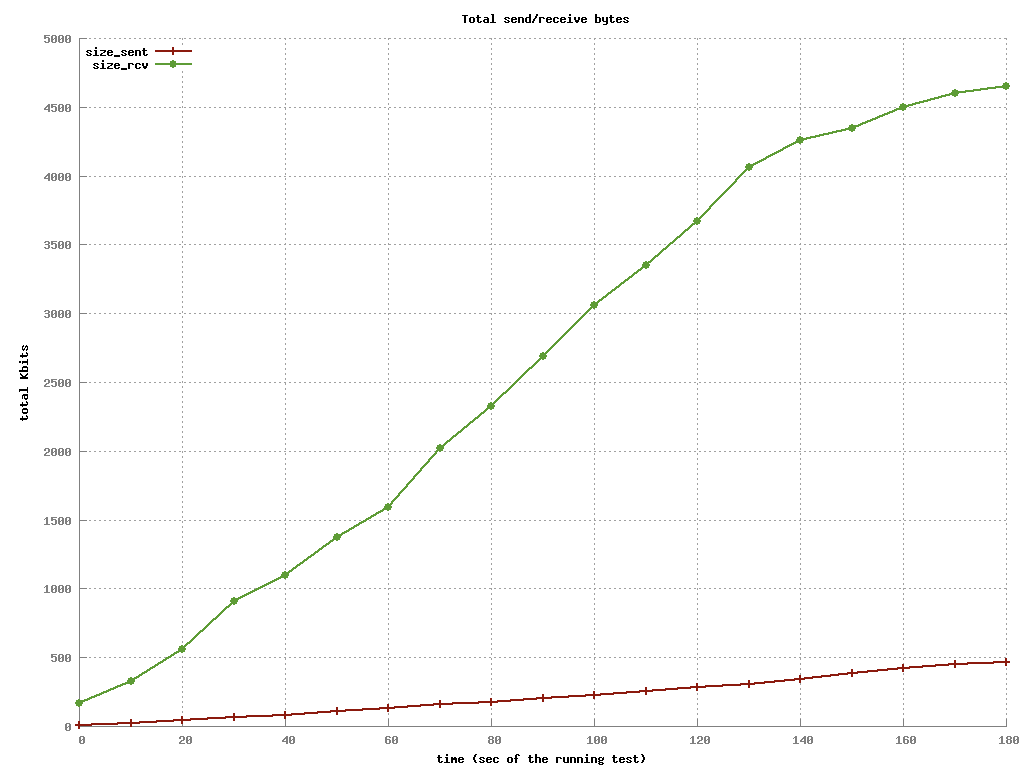 Total send/receive bytes
5000
size_sent
size_rcv
4500
4000
3500
3000
2500
total Kbits
2000
1500
1000
500
0
0 20 40 60 80 100 120 140 160 180
time (sec of the running test)